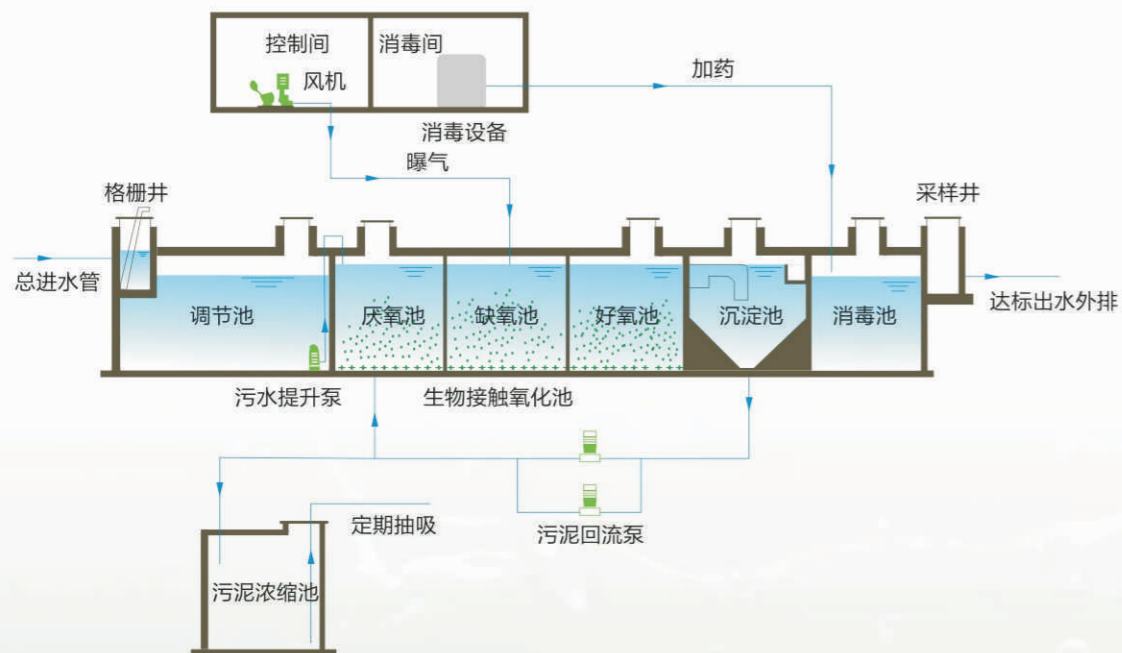 控制间
消毒间
风机
加药
消毒设备
曝气
格栅井
采样井
总进水管
调节池
厌氧池
缺氧池
好氧池
沉淀池
消毒池
达标出水外排
污水提升泵
生物接触氧化池
定期抽吸
污泥回流泵
污泥浓缩池